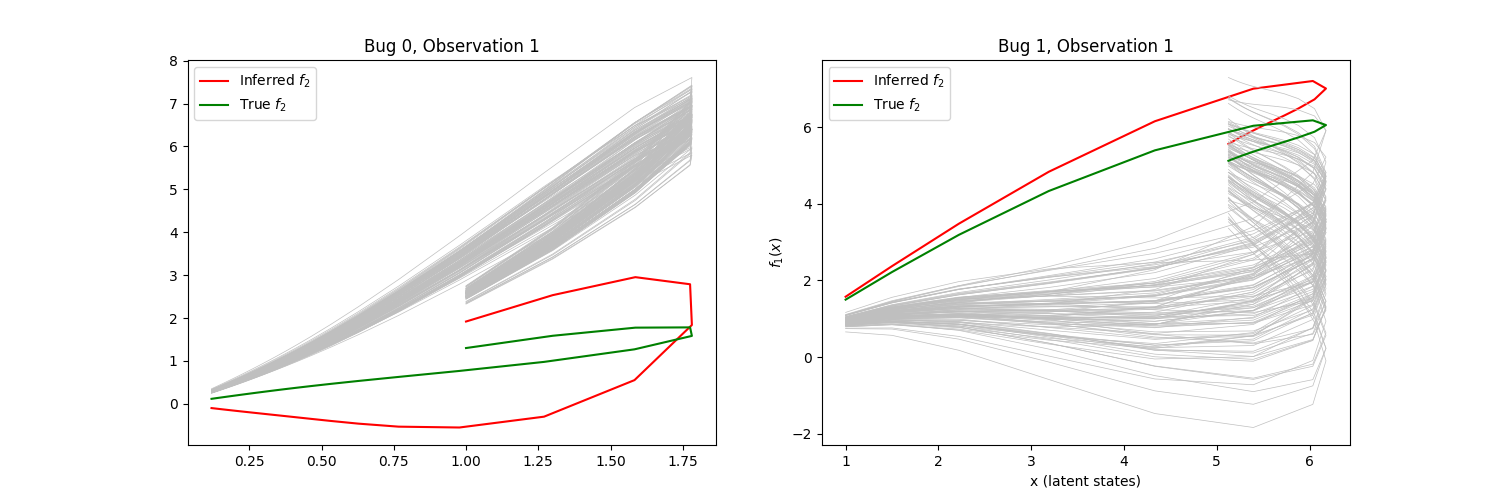 Bug 0, Observation 1
Inferred f₂
True f₂
8
7
6
5
4
3
2
1
0
0.25 0.50 0.75 1.00 1.25 1.50 1.75
Bug 1, Observation 1
Inferred f₂
True f₂
f₁(x)
6
4
2
0
−2
1 2 3 4 5 6
x (latent states)